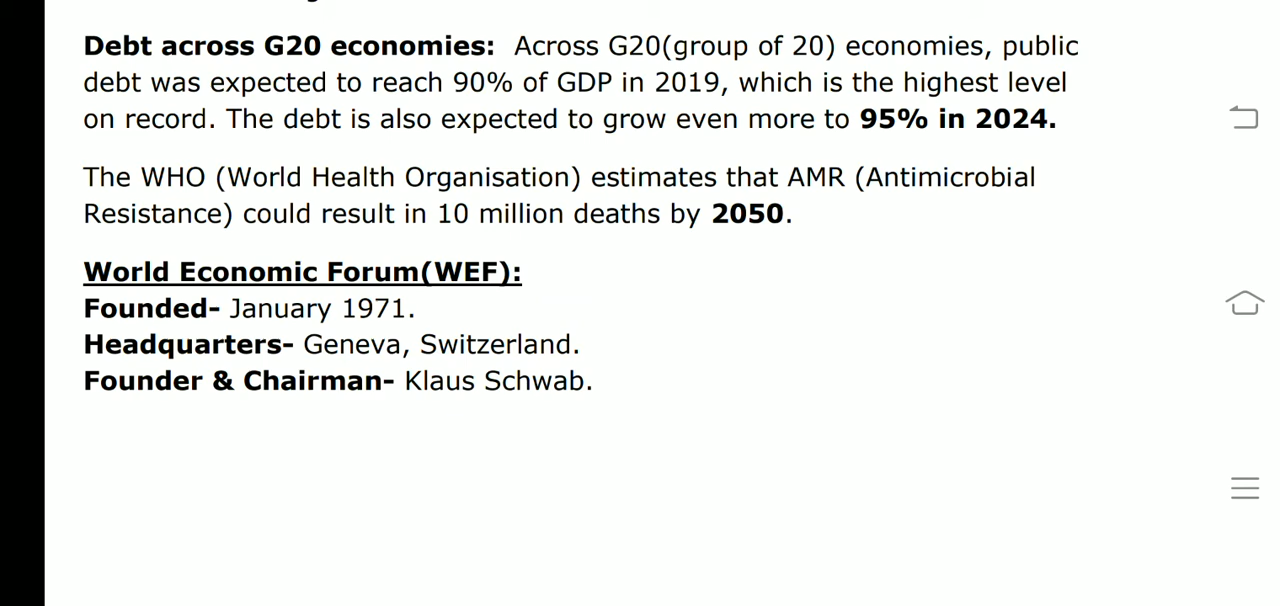 Debt across G20 economies: Across G20(group of 20) economies, public
debt was expected to reach 90% of GDP in 2019, which is the highest level
on record. The debt is also expected to grow even more to 95% in 2024.
The WHO (World Health Organisation) estimates that AMR (Antimicrobial
Resistance) could result in 10 million deaths by 2050.
World Economic Forum(WEF):
Founded- January 1971.
Headquarters- Geneva, Switzerland.
Founder & Chairman- Klaus Schwab.